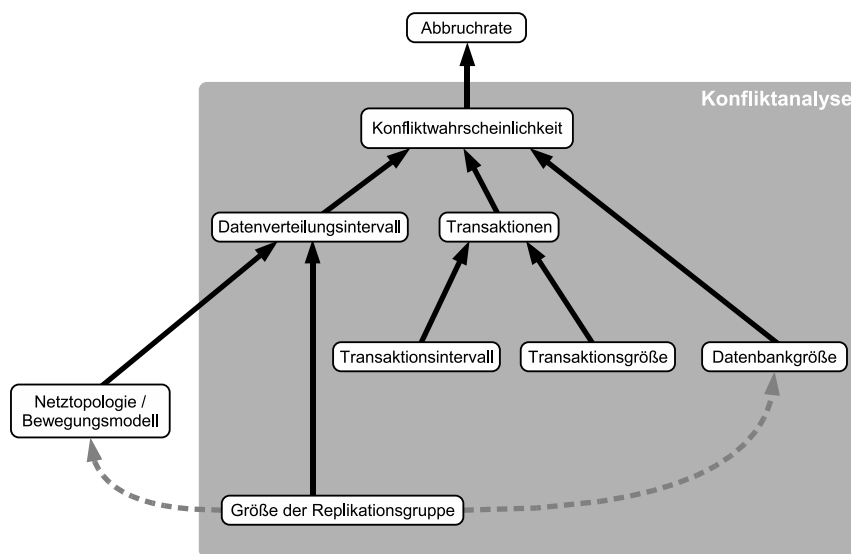 Abbruchrate
Konfliktanalyse
Konfliktwahrscheinlichkeit
Datenverteilungsintervall
Transaktionen
Transaktionsintervall
Transaktionsgröße
Datenbankgröße
Netztopologie /
Bewegungsmodell
Größe der Replikationsgruppe